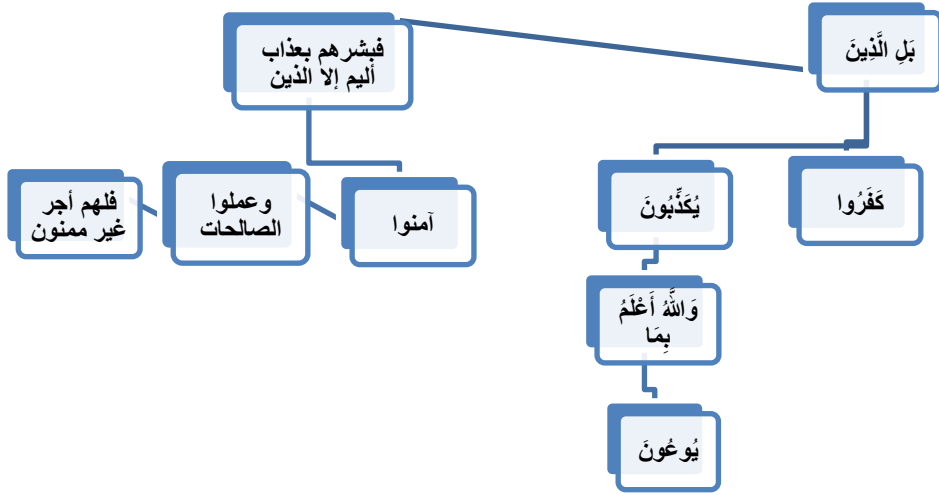 بَلِ الَّذِينَ
كَفَرُوا
يُكَذِّبُونَ
وَاللَّهُ أَعْلَمُ
بِمَا
يُوعُونَ
فبشرهم بعذاب
أليم إلا الذين
آمنوا
وعملوا
الصالحات
فلهم أجر
غير ممنون